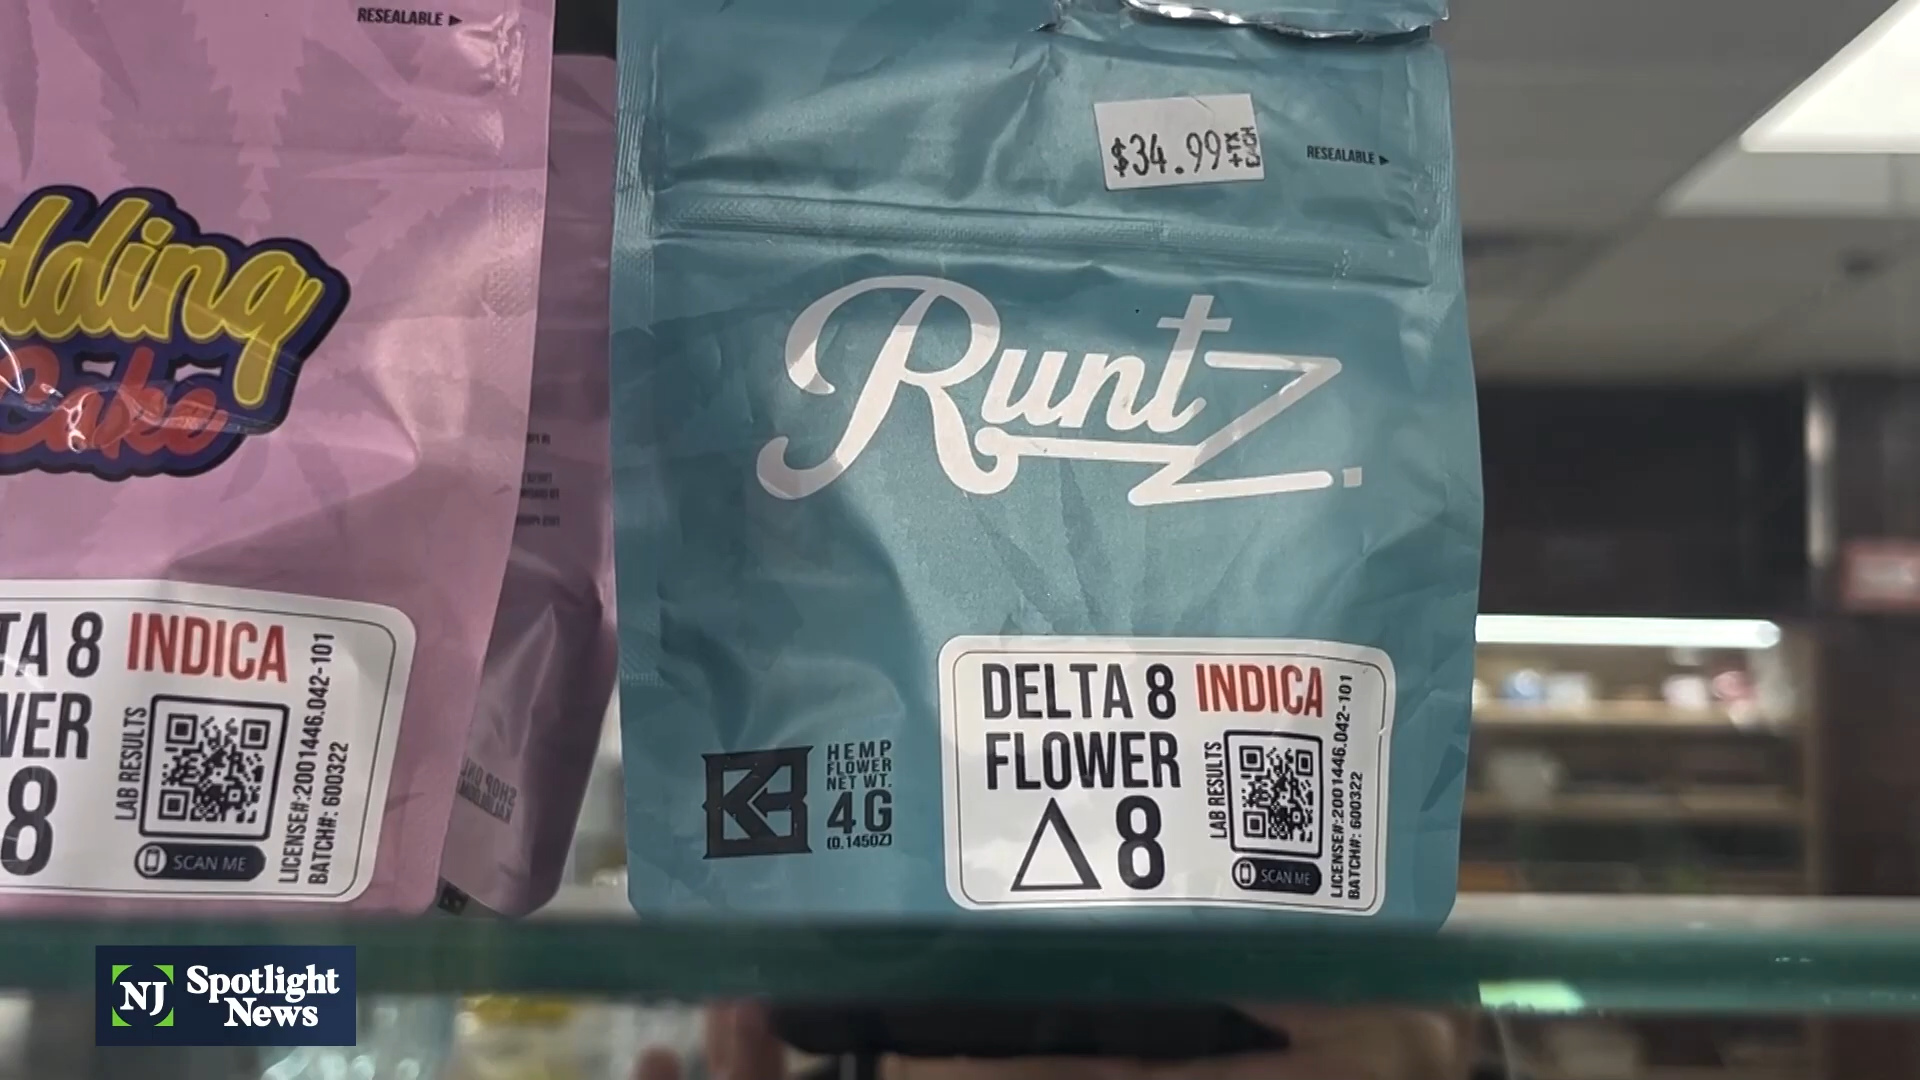 RESEALABLE
dding
Cake
TA 8 INDICA
WER
8
LAB RESULTS
SCAN ME
LICENSE#:2001446.042-101
BATCH#: 600322
$34.99
RESEALABLE
Runtz.
HEMP
FLOWER
NET WT.
4G
(0.145OZ)
DELTA 8 INDICA
FLOWER
Δ 8
LAB RESULTS
SCAN ME
LICENSE#:2001446.042-101
BATCH#: 600322
NJ Spotlight
News